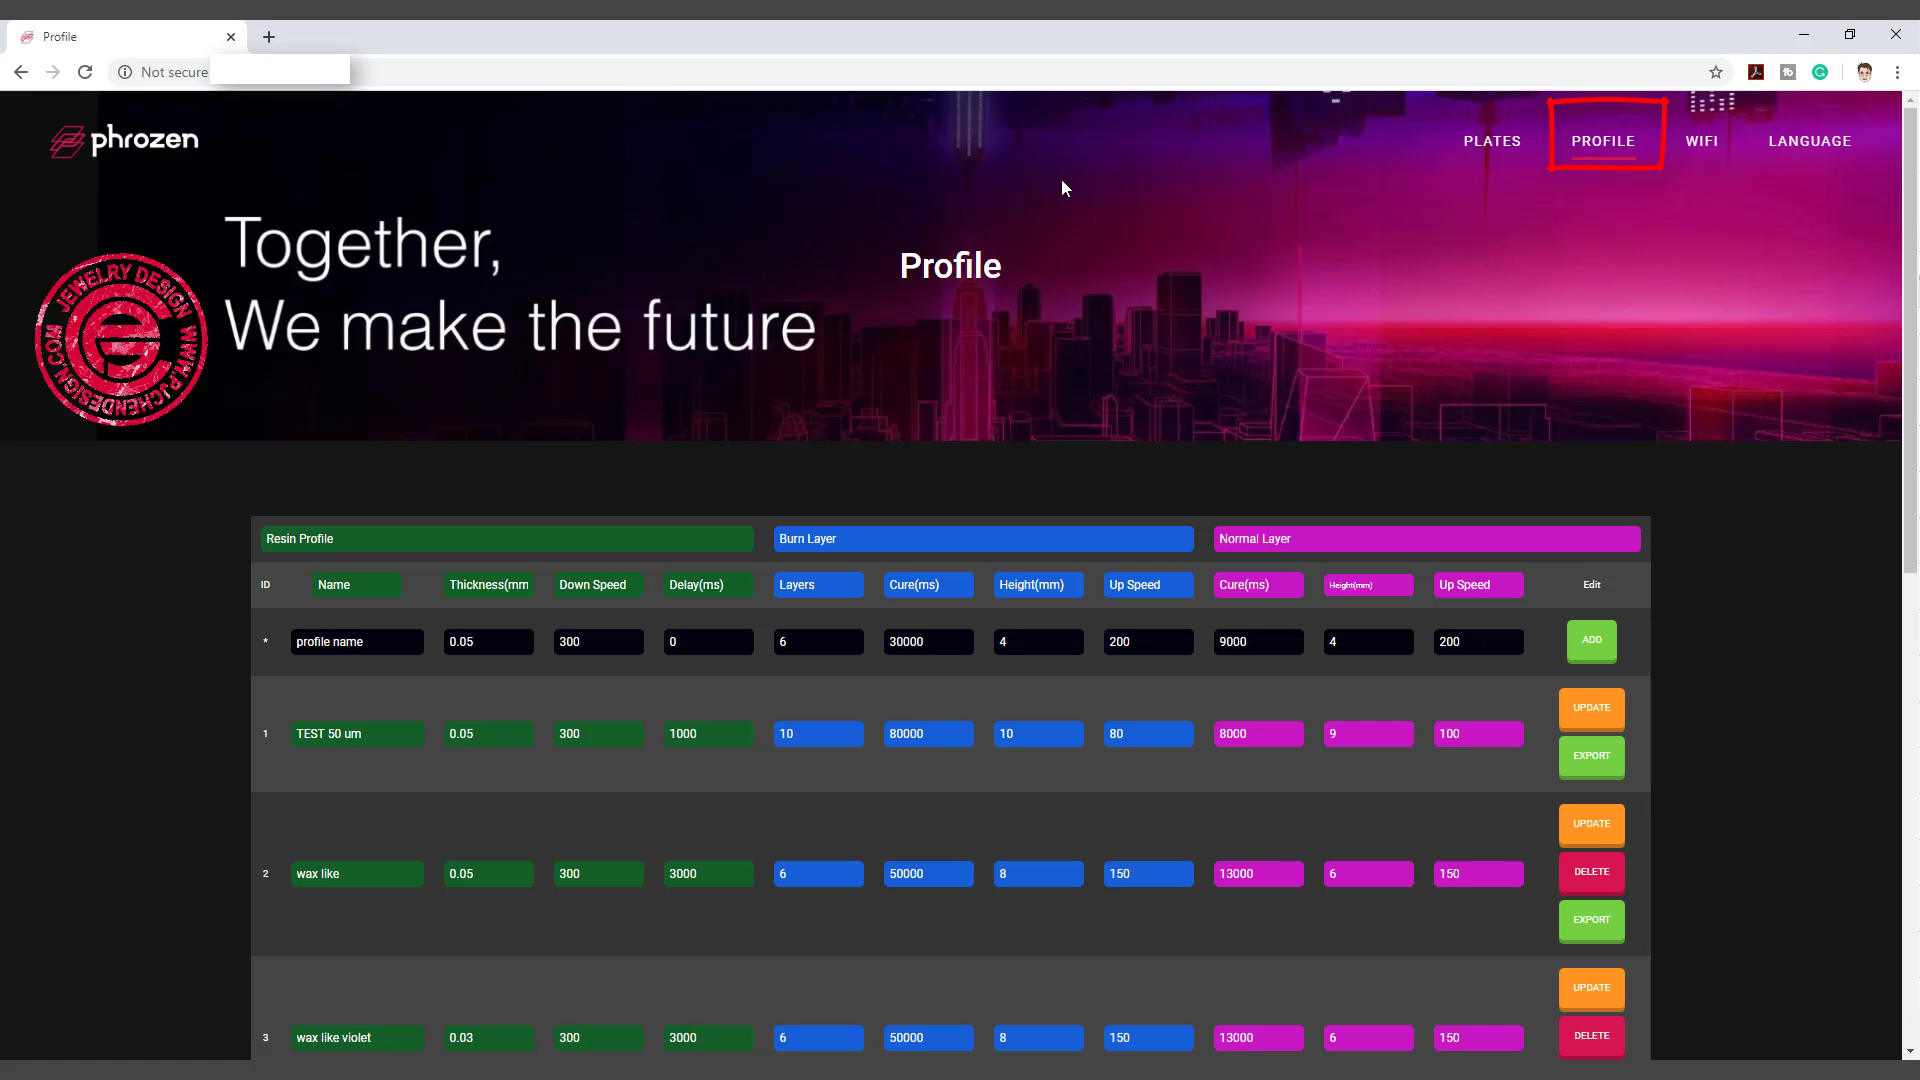 Profile
Not secure
phrozen
PLATES PROFILE WIFI LANGUAGE
Together,
We make the future
Profile
JEWELRY DESIGN WWW.PJCHENDESIGN.COM
Resin Profile Burn Layer Normal Layer
ID Name Thickness(mm Down Speed Delay(ms) Layers Cure(ms) Height(mm) Up Speed Cure(ms) Height(mm) Up Speed Edit
* profile name 0.05 300 0 6 30000 4 200 9000 4 200 ADD
UPDATE
1 TEST 50 um 0.05 300 1000 10 80000 10 80 8000 9 100
EXPORT
UPDATE
2 wax like 0.05 300 3000 6 50000 8 150 13000 6 150 DELETE
EXPORT
UPDATE
3 wax like violet 0.03 300 3000 6 50000 8 150 13000 6 150 DELETE